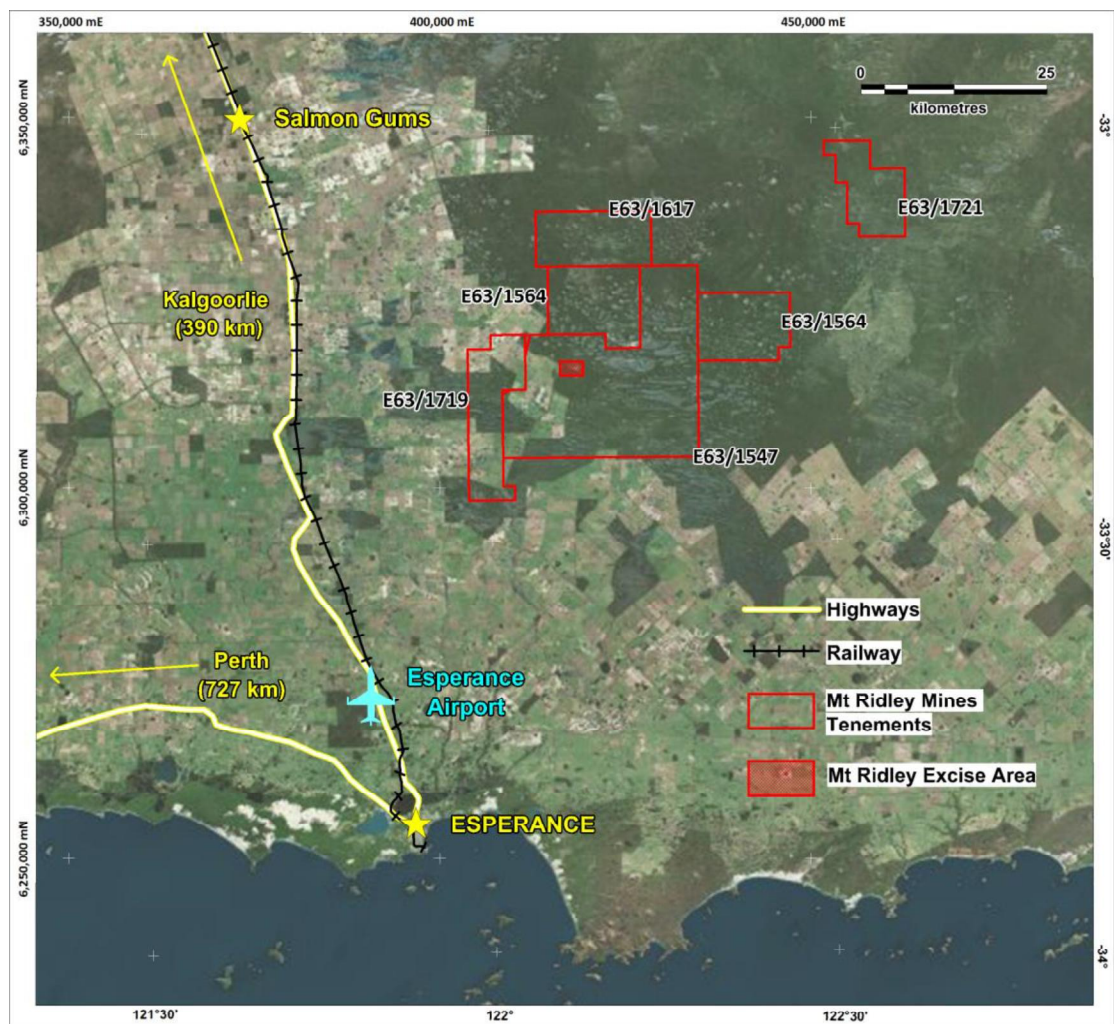 350,000 mE
400,000 mE
450,000 mE
0
25
kilometres
6,350,000 mN
-33°
Salmon Gums
E63/1617
E63/1721
Kalgoorlie
(390 km)
E63/1564
E63/1564
E63/1719
E63/1547
6,300,000 mN
-33°30
Highways
Perth
(727 km)
Railway
Esperance
Airport
Mt Ridley Mines
Tenements
Mt Ridley Excise Area
ESPERANCE
6,250,000 mN
-34°
121°30'
122°
122°30'